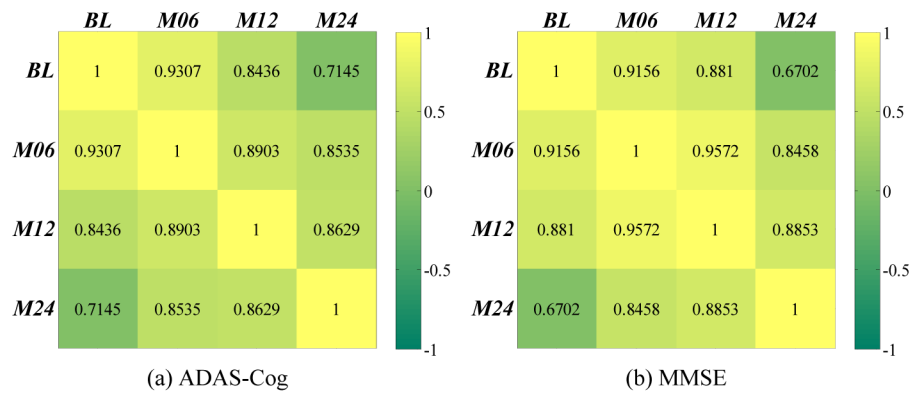 BL M06 M12 M24
BL 1 0.9307 0.8436 0.7145
M06 0.9307 1 0.8903 0.8535
M12 0.8436 0.8903 1 0.8629
M24 0.7145 0.8535 0.8629 1
1
0.5
0
-0.5
-1
(a) ADAS-Cog
BL M06 M12 M24
BL 1 0.9156 0.881 0.6702
M06 0.9156 1 0.9572 0.8458
M12 0.881 0.9572 1 0.8853
M24 0.6702 0.8458 0.8853 1
1
0.5
0
-0.5
-1
(b) MMSE